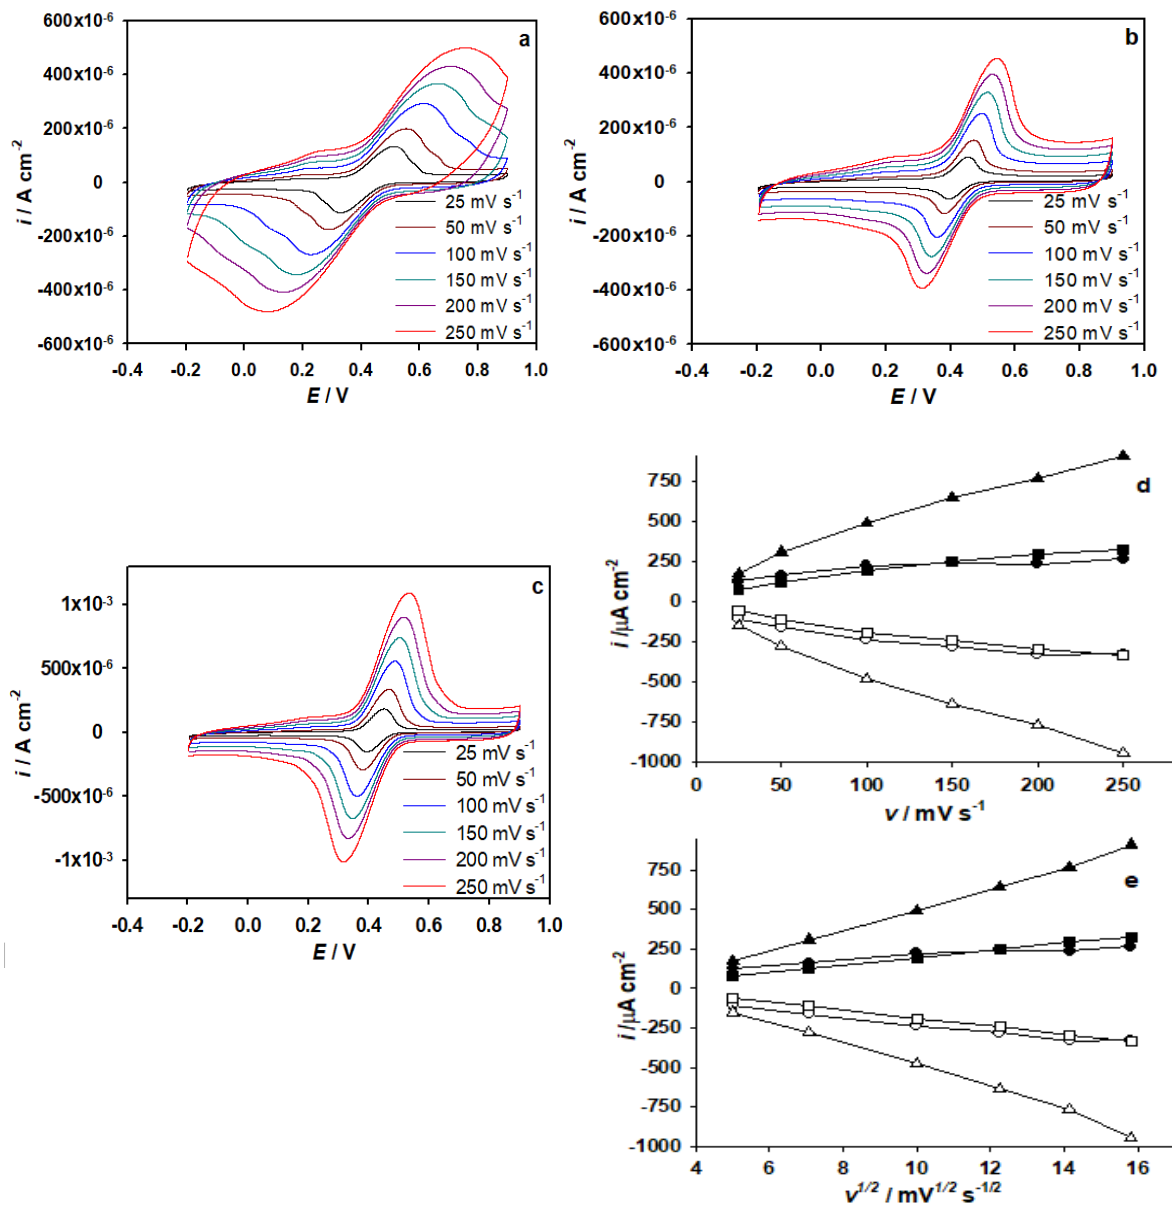 a
600x10⁻⁶
400x10⁻⁶
200x10⁻⁶
0
-200x10⁻⁶
-400x10⁻⁶
-600x10⁻⁶
i / A cm⁻²
25 mV s⁻¹
50 mV s⁻¹
100 mV s⁻¹
150 mV s⁻¹
200 mV s⁻¹
250 mV s⁻¹
-0.4 -0.2 0.0 0.2 0.4 0.6 0.8 1.0
E / V
b
600x10⁻⁶
400x10⁻⁶
200x10⁻⁶
0
-200x10⁻⁶
-400x10⁻⁶
-600x10⁻⁶
i / A cm⁻²
25 mV s⁻¹
50 mV s⁻¹
100 mV s⁻¹
150 mV s⁻¹
200 mV s⁻¹
250 mV s⁻¹
-0.4 -0.2 0.0 0.2 0.4 0.6 0.8 1.0
E / V
c
1x10⁻³
500x10⁻⁶
0
-500x10⁻⁶
-1x10⁻³
i / A cm⁻²
25 mV s⁻¹
50 mV s⁻¹
100 mV s⁻¹
150 mV s⁻¹
200 mV s⁻¹
250 mV s⁻¹
-0.4 -0.2 0.0 0.2 0.4 0.6 0.8 1.0
E / V
d
750
500
250
0
-250
-500
-750
-1000
i /µA cm⁻²
0 50 100 150 200 250
v / mV s⁻¹
e
750
500
250
0
-250
-500
-750
-1000
i /µA cm⁻²
4 6 8 10 12 14 16
v¹ᐟ² / mV¹ᐟ² s⁻¹ᐟ²